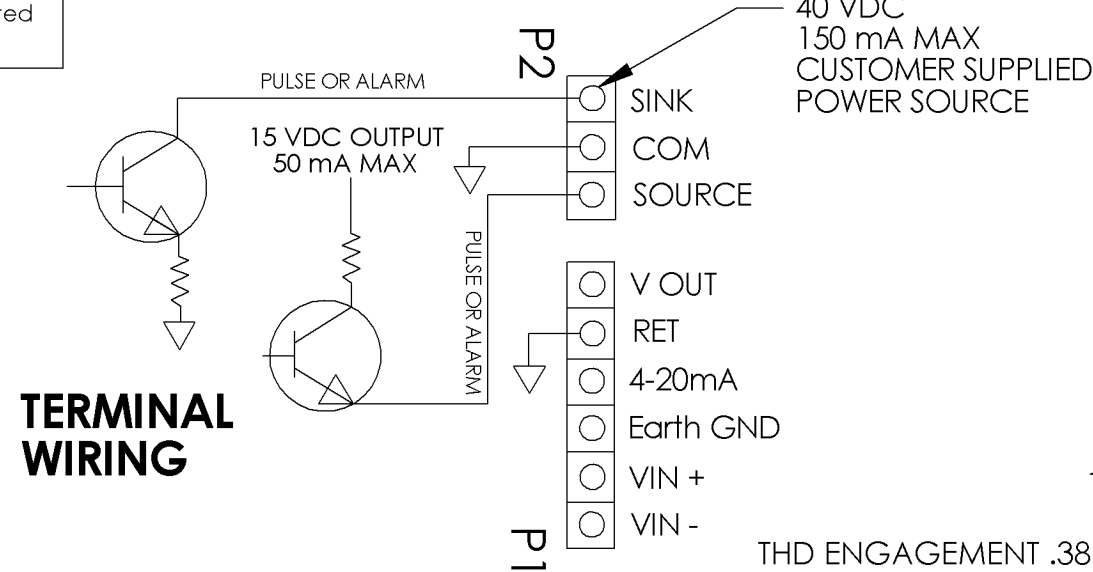 40 VDC
150 mA MAX
CUSTOMER SUPPLIED
POWER SOURCE
P2
PULSE OR ALARM
SINK
15 VDC OUTPUT
50 mA MAX
COM
SOURCE
PULSE OR ALARM
V OUT
RET
4-20mA
Earth GND
VIN +
VIN -
P1
TERMINAL
WIRING
THD ENGAGEMENT .38